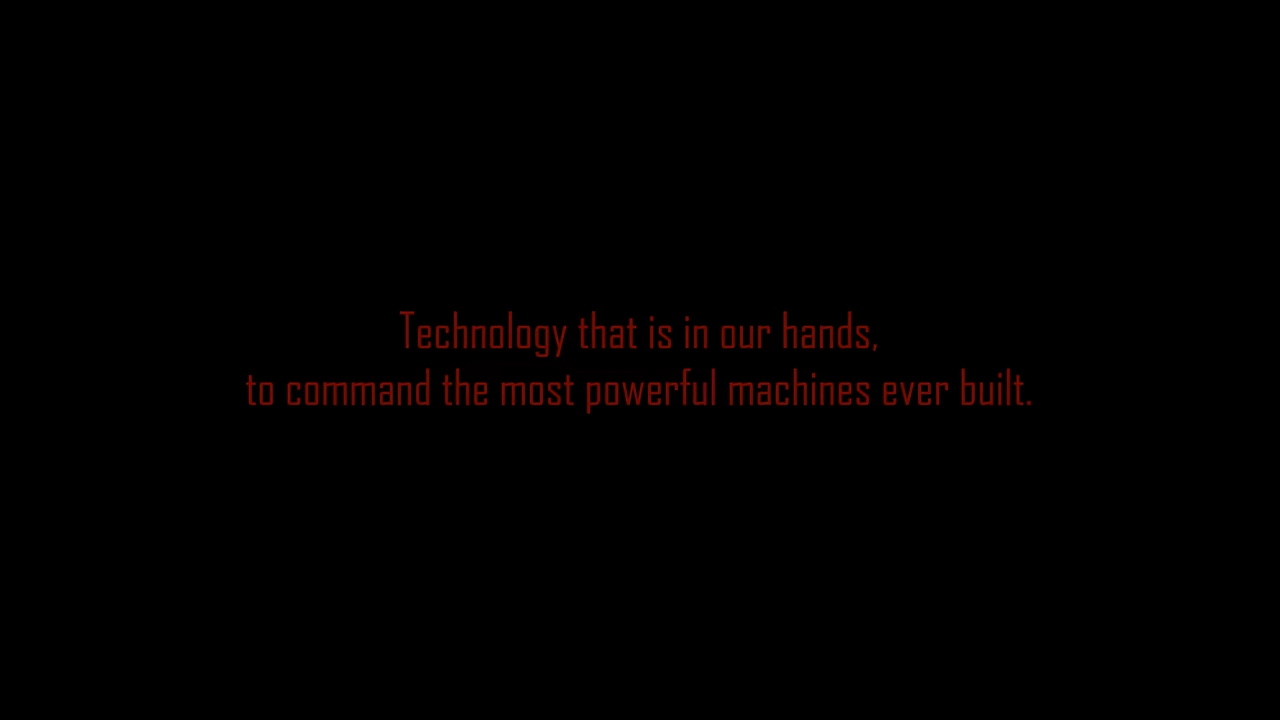 Technology that is in our hands,
to command the most powerful machines ever built.